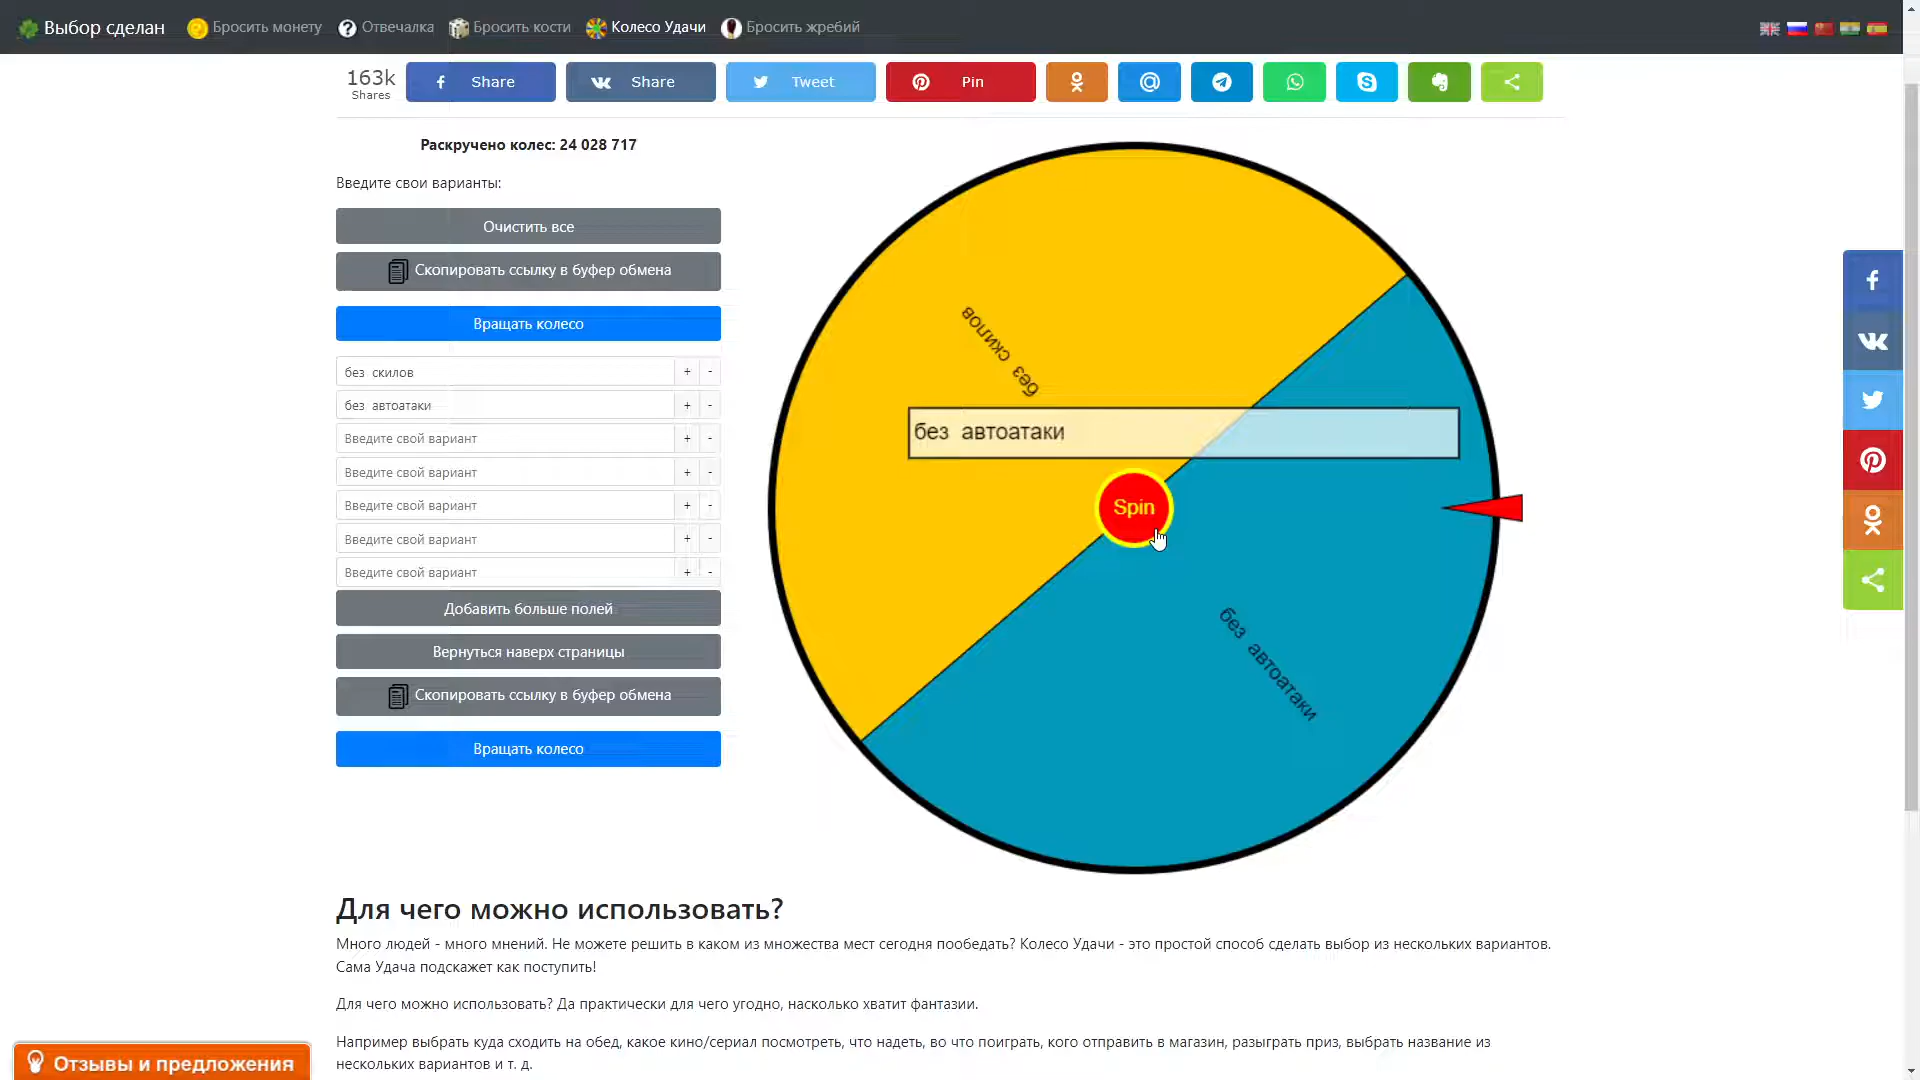 Выбор сделан
Бросить монету
Отвечалка
Бросить кости
Колесо Удачи
Бросить жребий
163k
Shares
Share
Share
Tweet
Pin
Раскручено колес: 24 028 717
Введите свои варианты:
Очистить все
Скопировать ссылку в буфер обмена
Вращать колесо
без скилов + -
без автоатаки + -
Введите свой вариант + -
Введите свой вариант + -
Введите свой вариант + -
Введите свой вариант + -
Введите свой вариант + -
Добавить больше полей
Вернуться наверх страницы
Скопировать ссылку в буфер обмена
Вращать колесо
без скилов
без автоатаки
Spin
без автоатаки
Для чего можно использовать?
Много людей - много мнений. Не можете решить в каком из множества мест сегодня пообедать? Колесо Удачи - это простой способ сделать выбор из нескольких вариантов.
Сама Удача подскажет как поступить!
Для чего можно использовать? Да практически для чего угодно, насколько хватит фантазии.
Например выбрать куда сходить на обед, какое кино/сериал посмотреть, что надеть, во что поиграть, кого отправить в магазин, разыграть приз, выбрать название из
нескольких вариантов и т. д.
Отзывы и предложения